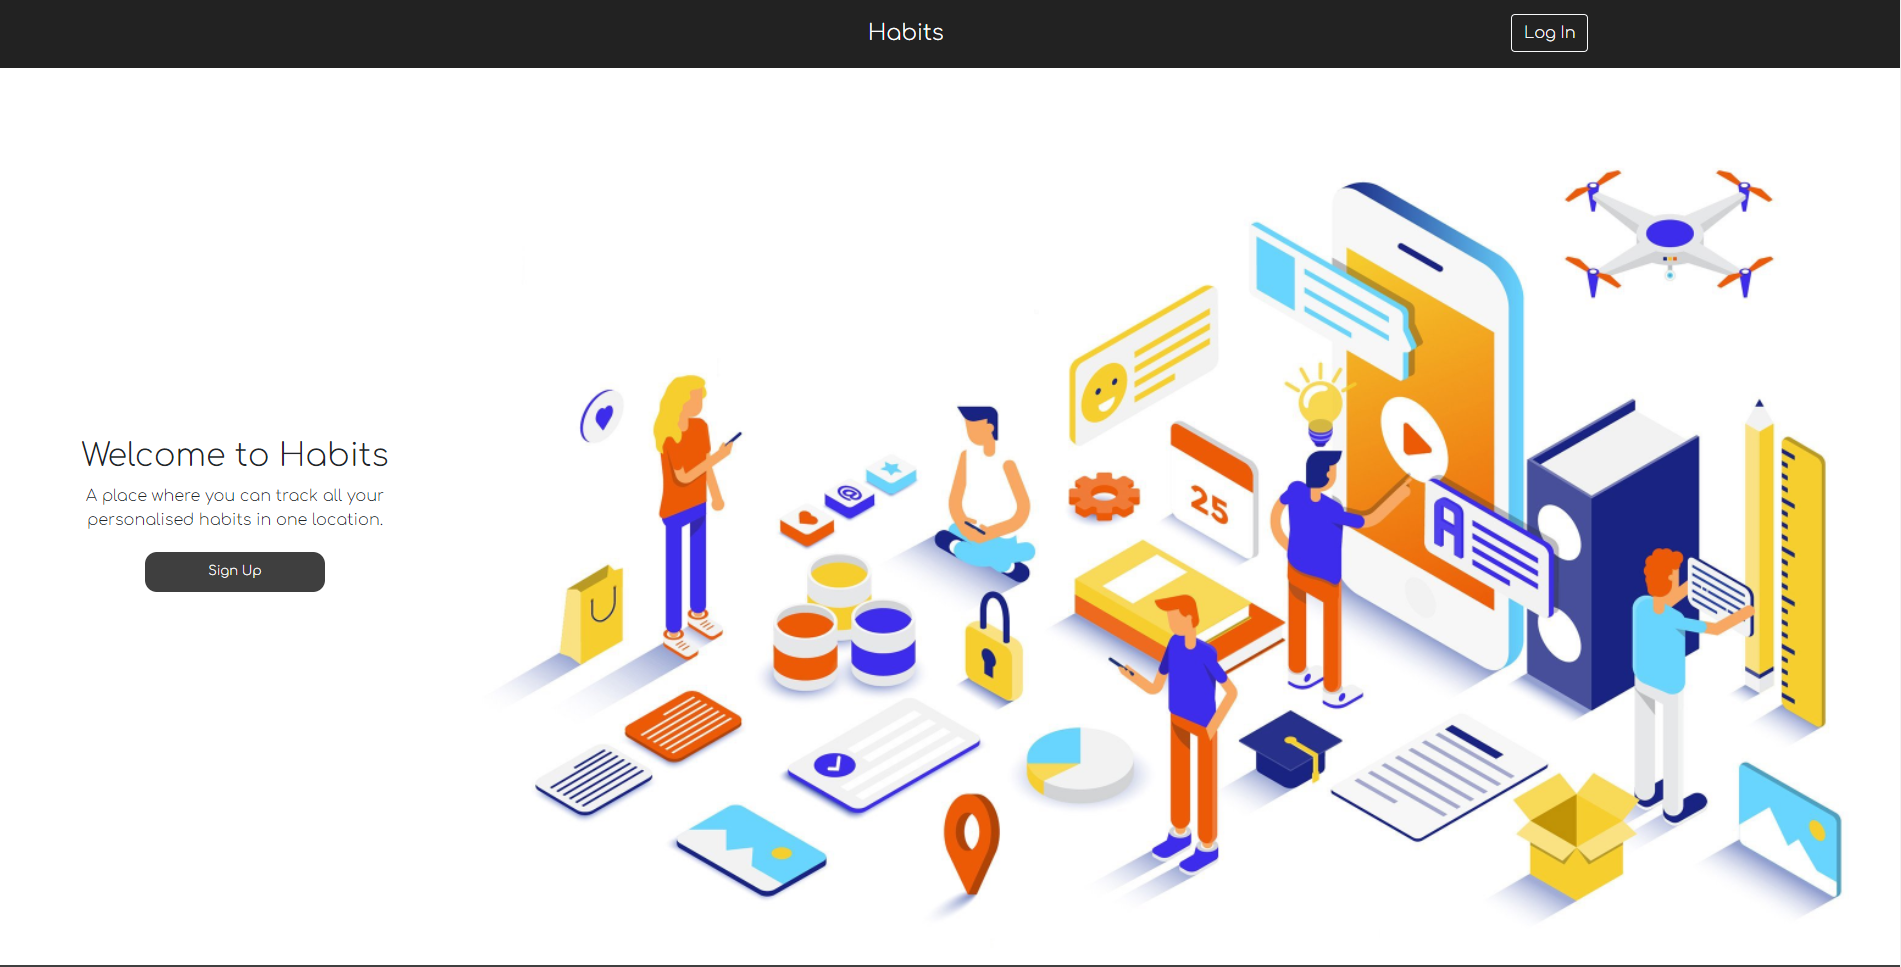 Habits
Log In
Welcome to Habits
A place where you can track all your
personalised habits in one location.
Sign Up
@
25
A